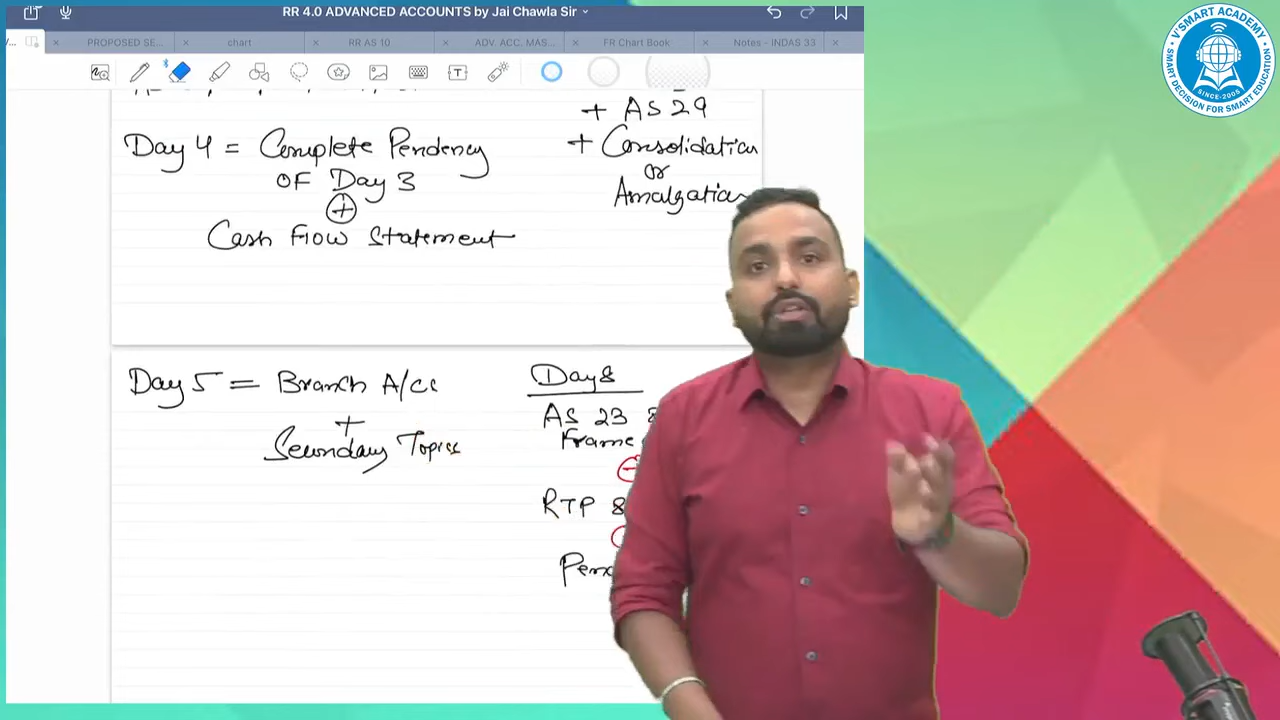 RR 4.0 ADVANCED ACCOUNTS by Jai Chawla Sir
PROPOSED SE...
chart
RR AS 10
ADV. ACC. MAS...
FR Chart Book
Notes - INDAS 33
V SMART ACADEMY
SINCE-2005
SMART DECISION FOR SMART EDUCATION
+ AS 29
+ Consolidation
or
Amalgation
Day 4 = Complete Pendency
OF Day 3
+
Cash Flow Statement
Day 5 = Branch A/cs
+
Secondary Topics
Day 8
AS 23 &
Frame
RTP &